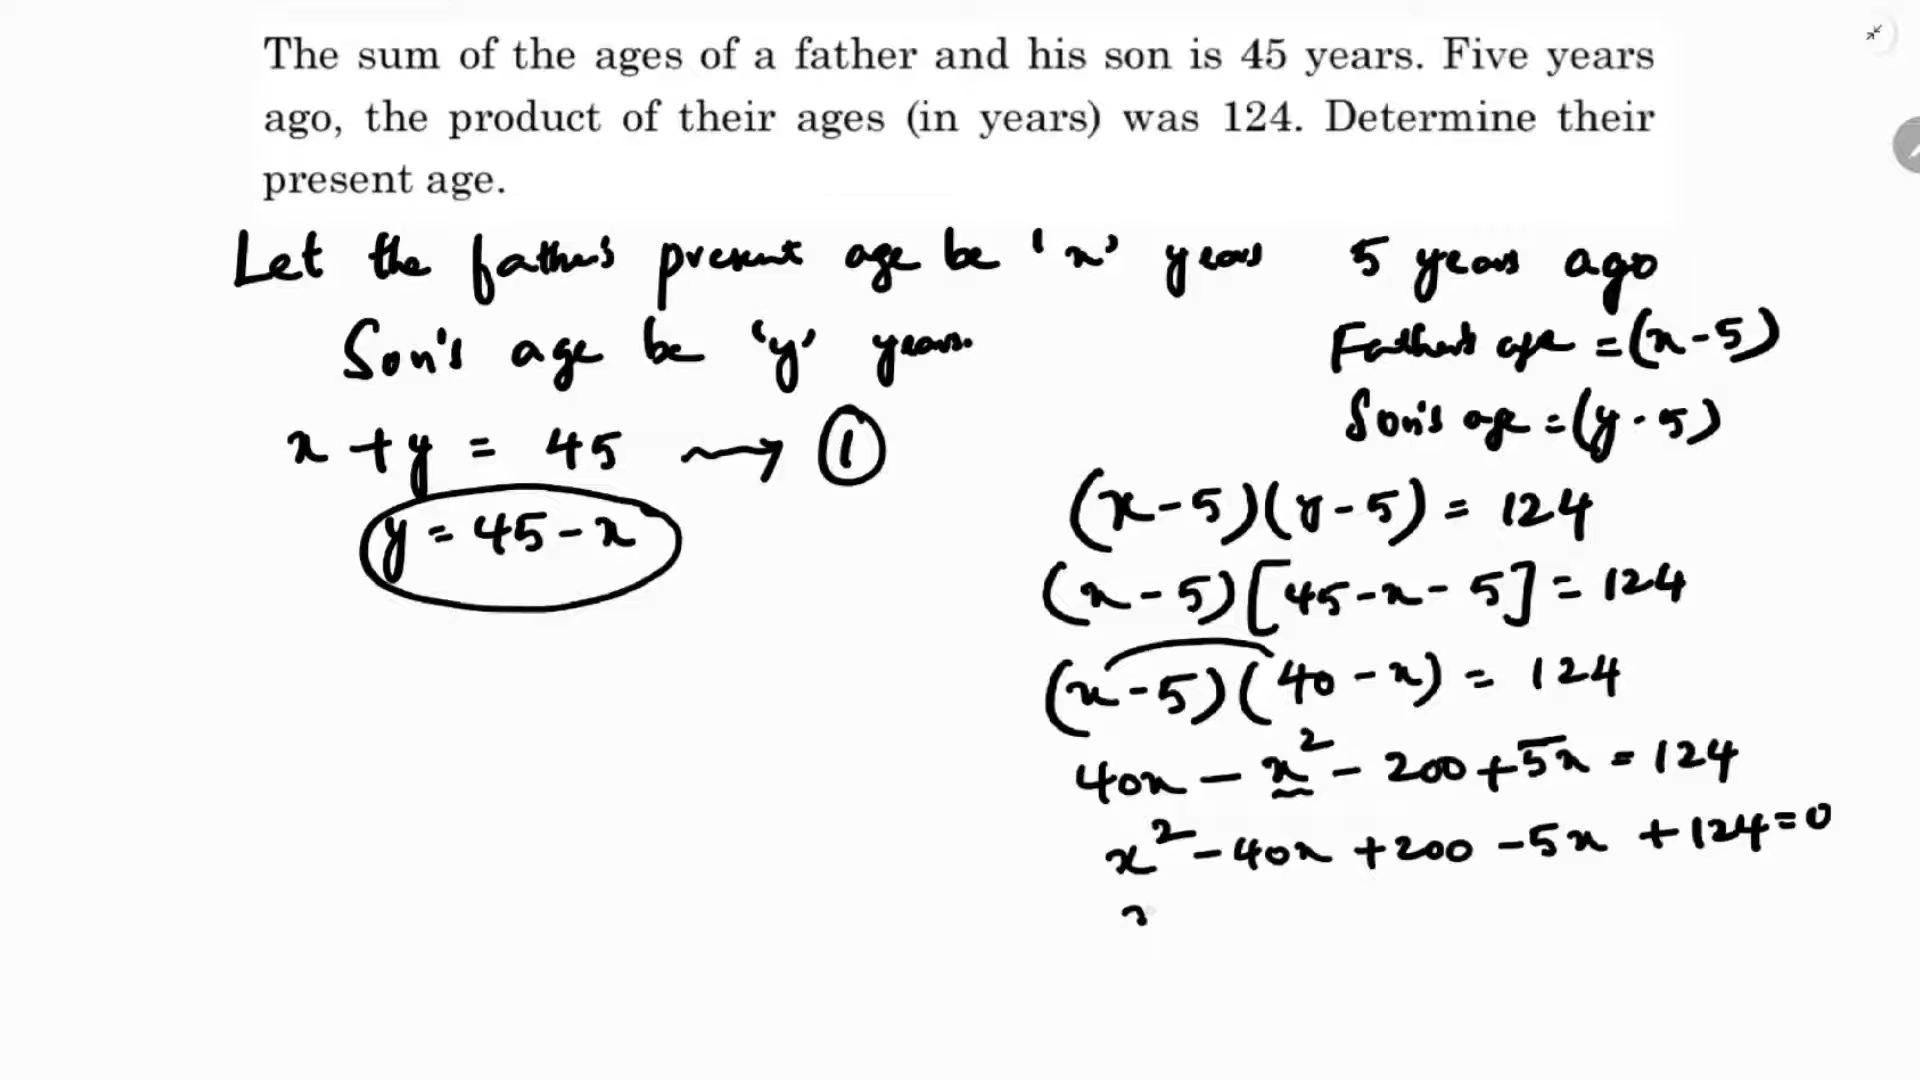 The sum of the ages of a father and his son is 45 years. Five years
ago, the product of their ages (in years) was 124. Determine their
present age.
Let the father's present age be 'x' years
Son's age be 'y' years.
x + y = 45 → ①
y = 45 - x
5 years ago
Father's age = (x - 5)
Son's age = (y - 5)
(x - 5)(y - 5) = 124
(x - 5)[45 - x - 5] = 124
(x - 5)(40 - x) = 124
40x - x² - 200 + 5x = 124
x² - 40x + 200 - 5x + 124 = 0